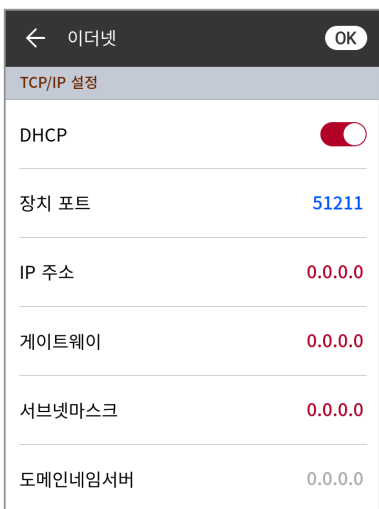 이더넷
OK
TCP/IP 설정
DHCP
장치 포트 51211
IP 주소 0.0.0.0
게이트웨이 0.0.0.0
서브넷마스크 0.0.0.0
도메인네임서버 0.0.0.0